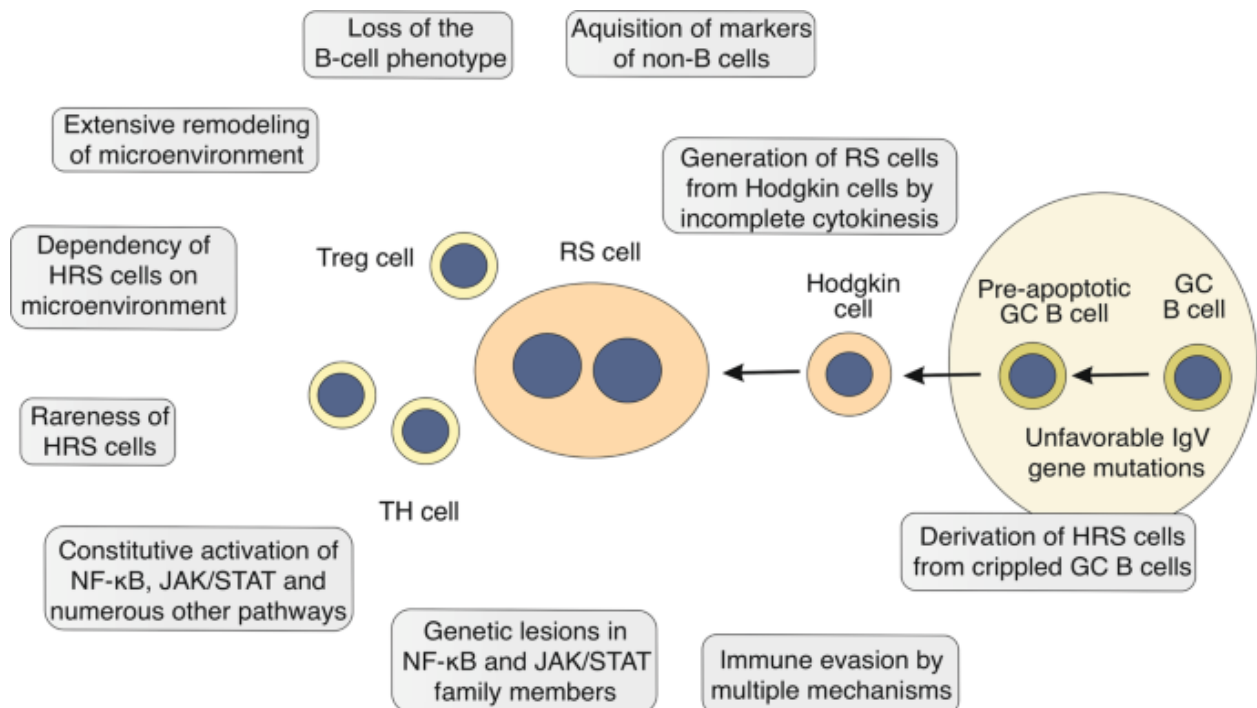 Loss of the
B-cell phenotype
Aquisition of markers
of non-B cells
Extensive remodeling
of microenvironment
Generation of RS cells
from Hodgkin cells by
incomplete cytokinesis
Dependency of
HRS cells on
microenvironment
Treg cell
RS cell
Hodgkin
cell
Pre-apoptotic
GC B cell
GC
B cell
Rareness of
HRS cells
Unfavorable IgV
gene mutations
TH cell
Derivation of HRS cells
from crippled GC B cells
Constitutive activation of
NF-κB, JAK/STAT and
numerous other pathways
Genetic lesions in
NF-κB and JAK/STAT
family members
Immune evasion by
multiple mechanisms